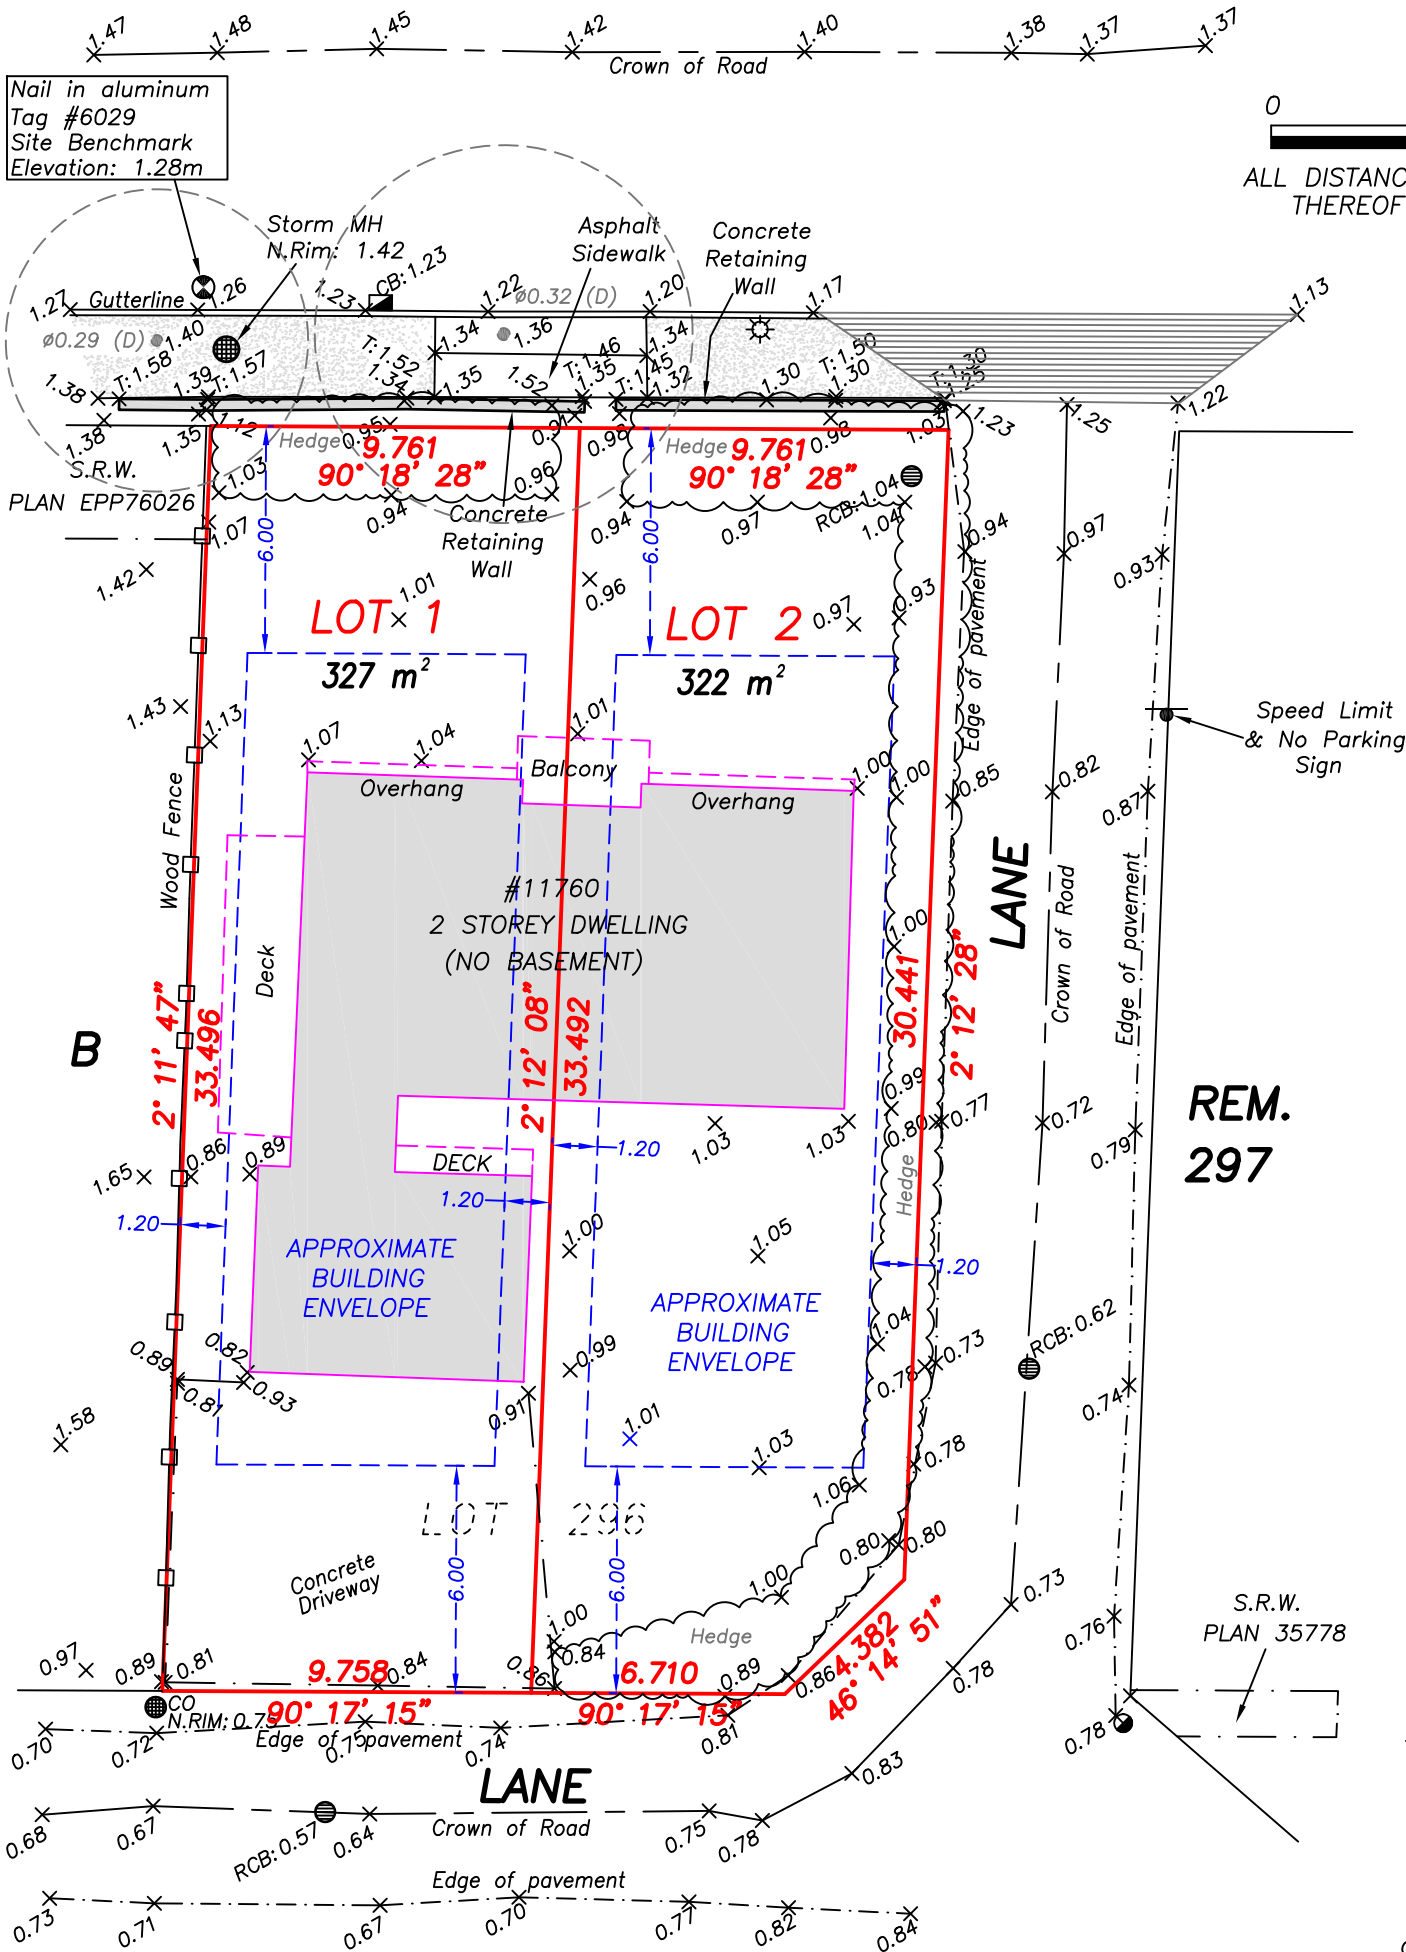 1.47
1.48
1.45
1.42
1.40
1.38
1.37
1.37
Crown of Road
Nail in aluminum
Tag #6029
Site Benchmark
Elevation: 1.28m
0
ALL DISTANC
THEREOF
Storm MH
N.Rim: 1.42
Asphalt
Sidewalk
Concrete
Retaining
Wall
1.27
Gutterline
1.26
1.23
CB: 1.23
1.22
ø0.32 (D)
1.20
1.17
1.13
ø0.29 (D)
1.40
1.34
1.36
1.34
T: 1.58
T: 1.57
T: 1.52
T: 1.46
T: 1.45
T: 1.50
T: 1.30
1.38
1.39
1.34
1.35
1.52
1.35
1.32
1.30
1.30
1.25
1.38
1.35
1.12
0.95
0.91
0.98
0.98
1.03
1.23
1.25
1.22
Hedge
9.761
90° 18' 28"
Hedge
9.761
90° 18' 28"
S.R.W.
PLAN EPP76026
1.03
0.94
0.96
0.94
0.97
RCB: 1.04
1.04
0.94
0.97
0.93
1.07
6.00
Concrete
Retaining
Wall
6.00
1.42
1.01
0.96
0.97
0.93
Edge of pavement
LOT 1
327 m²
LOT 2
322 m²
1.43
1.13
1.07
1.04
1.01
1.00
1.00
0.85
0.82
0.87
Speed Limit
& No Parking
Sign
Wood Fence
Overhang
Balcony
Overhang
#11760
2 STOREY DWELLING
(NO BASEMENT)
Deck
LANE
Crown of Road
Edge of pavement
1.00
B
2° 11' 47"
33.496
2° 12' 08"
33.492
30.441
2° 12' 28"
REM.
297
0.99
0.80
0.77
0.72
0.79
1.03
1.03
1.65
0.86
0.89
DECK
1.20
1.20
1.20
1.20
Hedge
1.00
1.05
APPROXIMATE
BUILDING
ENVELOPE
APPROXIMATE
BUILDING
ENVELOPE
1.04
RCB: 0.62
0.89
0.82
0.81
0.93
0.91
0.99
0.78
0.73
0.74
1.58
1.01
1.03
1.06
0.78
LOT 296
6.00
6.00
0.80
0.80
Concrete
Driveway
1.00
1.00
0.73
0.76
S.R.W.
PLAN 35778
0.97
0.89
0.81
9.758
90° 17' 15"
0.84
0.86
0.84
6.710
90° 17' 15"
Hedge
0.89
0.86
4.382
46° 14' 51"
0.78
0.78
CO
N.RIM: 0.75
0.70
0.72
Edge of pavement
0.75
0.74
0.81
0.83
LANE
0.68
0.67
RCB: 0.57
0.64
Crown of Road
0.75
0.78
Edge of pavement
0.73
0.71
0.67
0.70
0.77
0.82
0.84